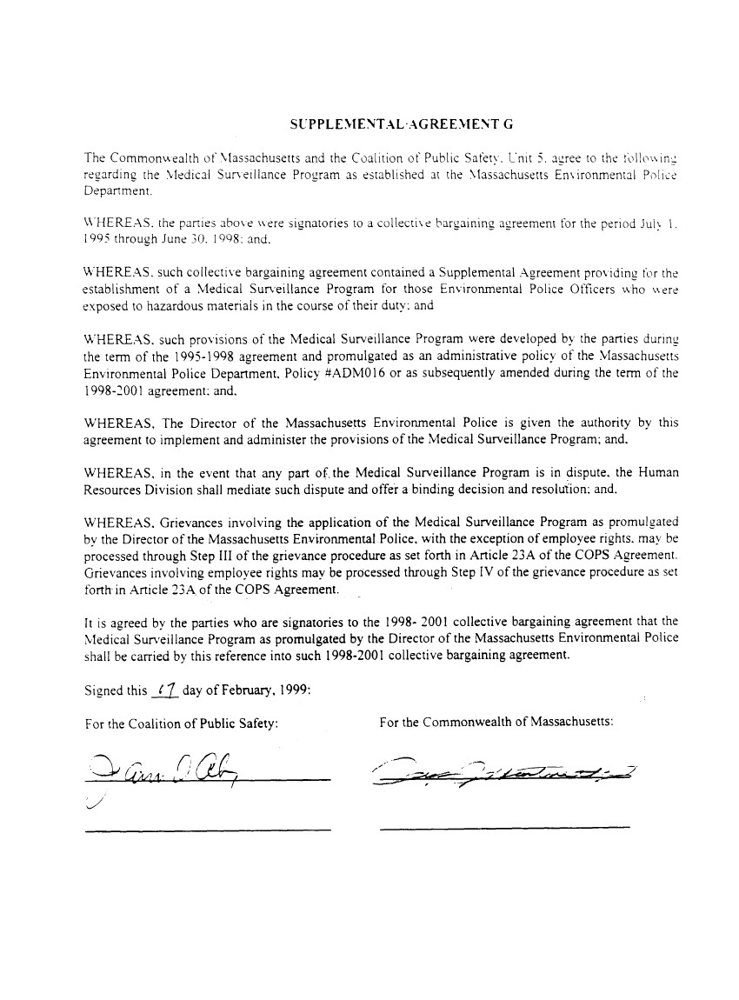 SUPPLEMENTAL AGREEMENT G
The Commonwealth of Massachusetts and the Coalition of Public Safety, Unit 5, agree to the following
regarding the Medical Surveillance Program as established at the Massachusetts Environmental Police
Department.
WHEREAS, the parties above were signatories to a collective bargaining agreement for the period July 1,
1995 through June 30, 1998; and,
WHEREAS, such collective bargaining agreement contained a Supplemental Agreement providing for the
establishment of a Medical Surveillance Program for those Environmental Police Officers who were
exposed to hazardous materials in the course of their duty; and
WHEREAS, such provisions of the Medical Surveillance Program were developed by the parties during
the term of the 1995-1998 agreement and promulgated as an administrative policy of the Massachusetts
Environmental Police Department, Policy #ADM016 or as subsequently amended during the term of the
1998-2001 agreement; and,
WHEREAS, The Director of the Massachusetts Environmental Police is given the authority by this
agreement to implement and administer the provisions of the Medical Surveillance Program; and,
WHEREAS, in the event that any part of the Medical Surveillance Program is in dispute, the Human
Resources Division shall mediate such dispute and offer a binding decision and resolution; and,
WHEREAS, Grievances involving the application of the Medical Surveillance Program as promulgated
by the Director of the Massachusetts Environmental Police, with the exception of employee rights, may be
processed through Step III of the grievance procedure as set forth in Article 23A of the COPS Agreement.
Grievances involving employee rights may be processed through Step IV of the grievance procedure as set
forth in Article 23A of the COPS Agreement.
It is agreed by the parties who are signatories to the 1998- 2001 collective bargaining agreement that the
Medical Surveillance Program as promulgated by the Director of the Massachusetts Environmental Police
shall be carried by this reference into such 1998-2001 collective bargaining agreement.
Signed this 17 day of February, 1999:
For the Coalition of Public Safety:
For the Commonwealth of Massachusetts: